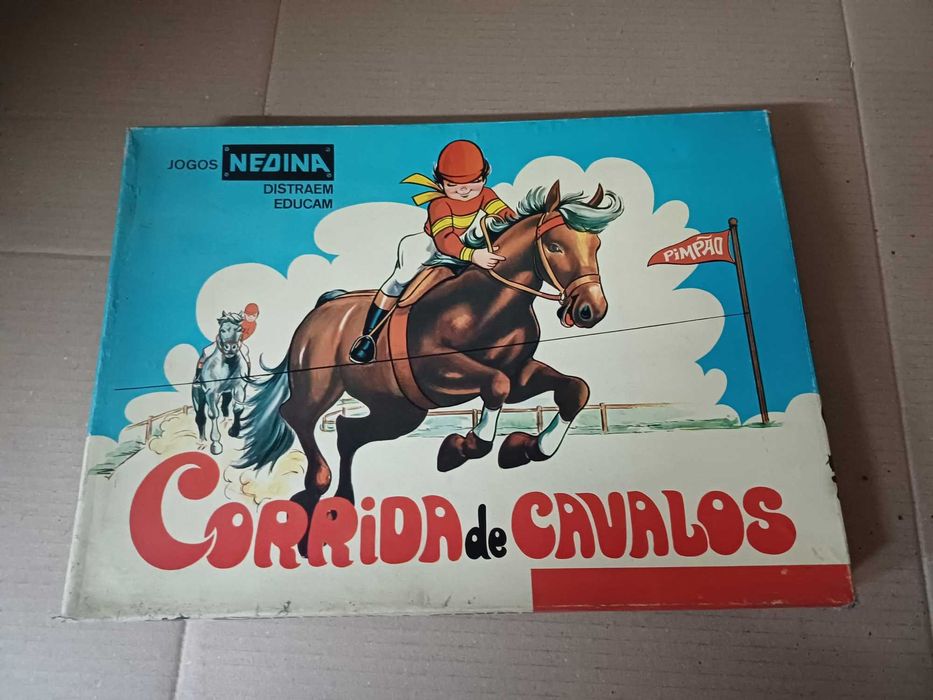 JOGOS NEDINA
DISTRAEM
EDUCAM
PIMPÃO
CORRIDA de CAVALOS